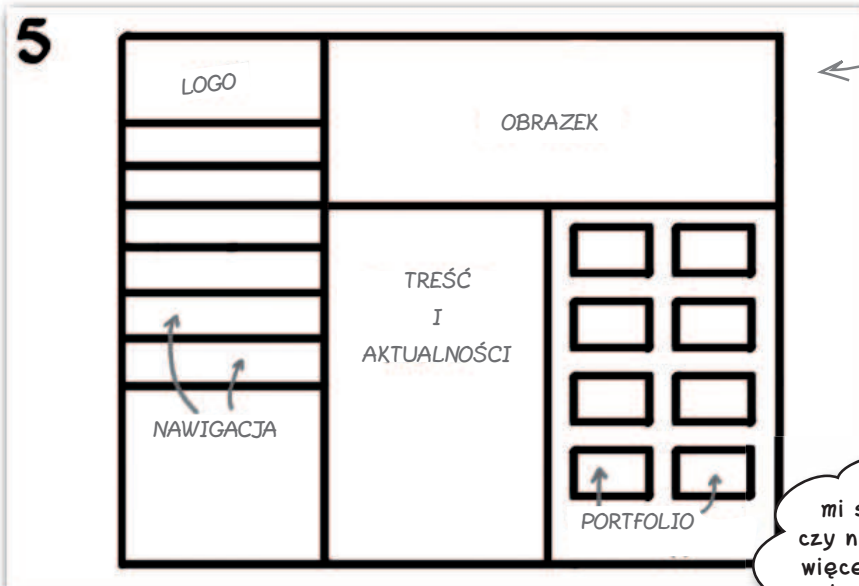 5
LOGO
OBRAZEK
TREŚĆ
I
AKTUALNOŚCI
NAWIGACJA
PORTFOLIO
mi s
czy n
więce